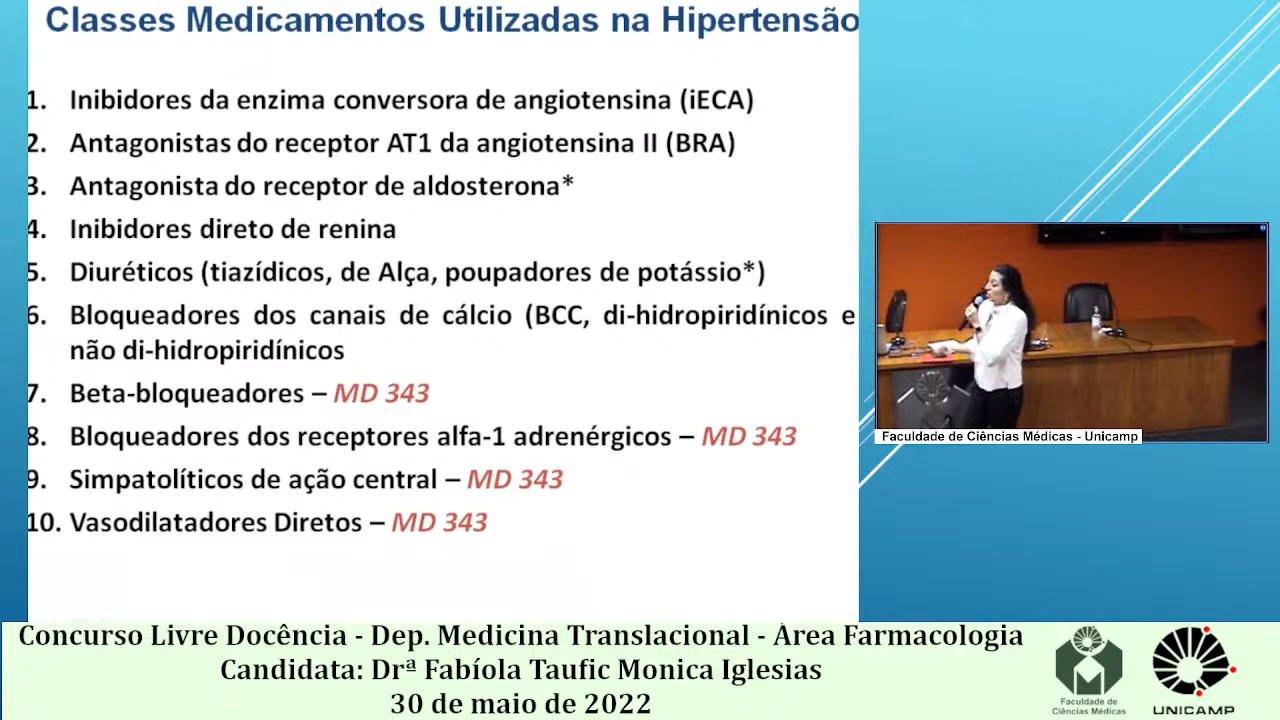 Classes Medicamentos Utilizadas na Hipertensão
1. Inibidores da enzima conversora de angiotensina (iECA)
2. Antagonistas do receptor AT1 da angiotensina II (BRA)
3. Antagonista do receptor de aldosterona*
4. Inibidores direto de renina
5. Diuréticos (tiazídicos, de Alça, poupadores de potássio*)
6. Bloqueadores dos canais de cálcio (BCC, di-hidropiridínicos e
não di-hidropiridínicos
7. Beta-bloqueadores – MD 343
8. Bloqueadores dos receptores alfa-1 adrenérgicos – MD 343
9. Simpatolíticos de ação central – MD 343
10. Vasodilatadores Diretos – MD 343
Faculdade de Ciências Médicas - Unicamp
Concurso Livre Docência - Dep. Medicina Translacional - Área Farmacologia
Candidata: Drª Fabíola Taufic Monica Iglesias
30 de maio de 2022
Faculdade de
Ciências Médicas
UNICAMP